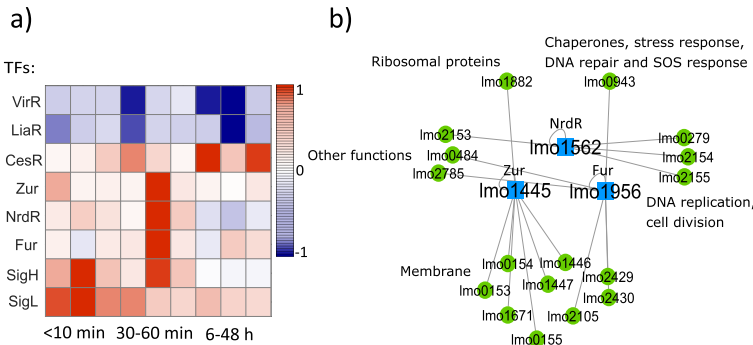 a)
TFs:
VirR
LiaR
CesR
Zur
NrdR
Fur
SigH
SigL
<10 min 30-60 min 6-48 h
1
0
-1
b)
Ribosomal proteins
Chaperones, stress response,
DNA repair and SOS response
lmo1882
lmo0943
NrdR
lmo1562
lmo2153
lmo0484
lmo2785
Other functions
lmo0279
lmo2154
lmo2155
Zur
lmo1445
Fur
lmo1956
DNA replication,
cell division
Membrane
lmo0154
lmo1446
lmo0153
lmo1447
lmo2429
lmo2430
lmo1671
lmo2105
lmo0155